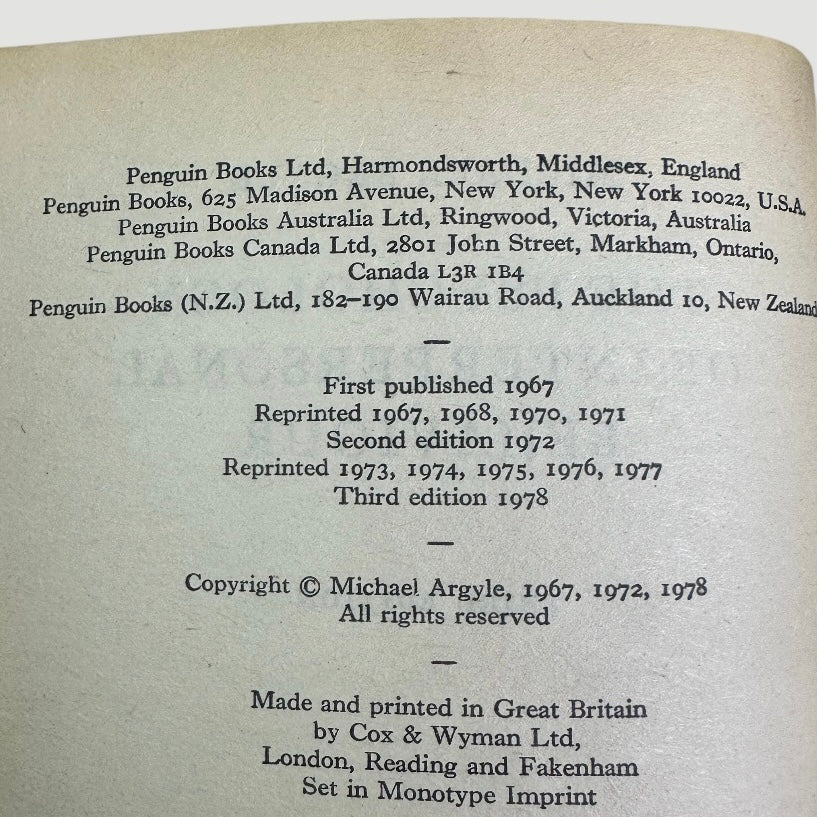 Penguin Books Ltd, Harmondsworth, Middlesex, England
Penguin Books, 625 Madison Avenue, New York, New York 10022, U.S.A.
Penguin Books Australia Ltd, Ringwood, Victoria, Australia
Penguin Books Canada Ltd, 2801 John Street, Markham, Ontario,
Canada L3R 1B4
Penguin Books (N.Z.) Ltd, 182–190 Wairau Road, Auckland 10, New Zealand
First published 1967
Reprinted 1967, 1968, 1970, 1971
Second edition 1972
Reprinted 1973, 1974, 1975, 1976, 1977
Third edition 1978
Copyright © Michael Argyle, 1967, 1972, 1978
All rights reserved
Made and printed in Great Britain
by Cox & Wyman Ltd,
London, Reading and Fakenham
Set in Monotype Imprint